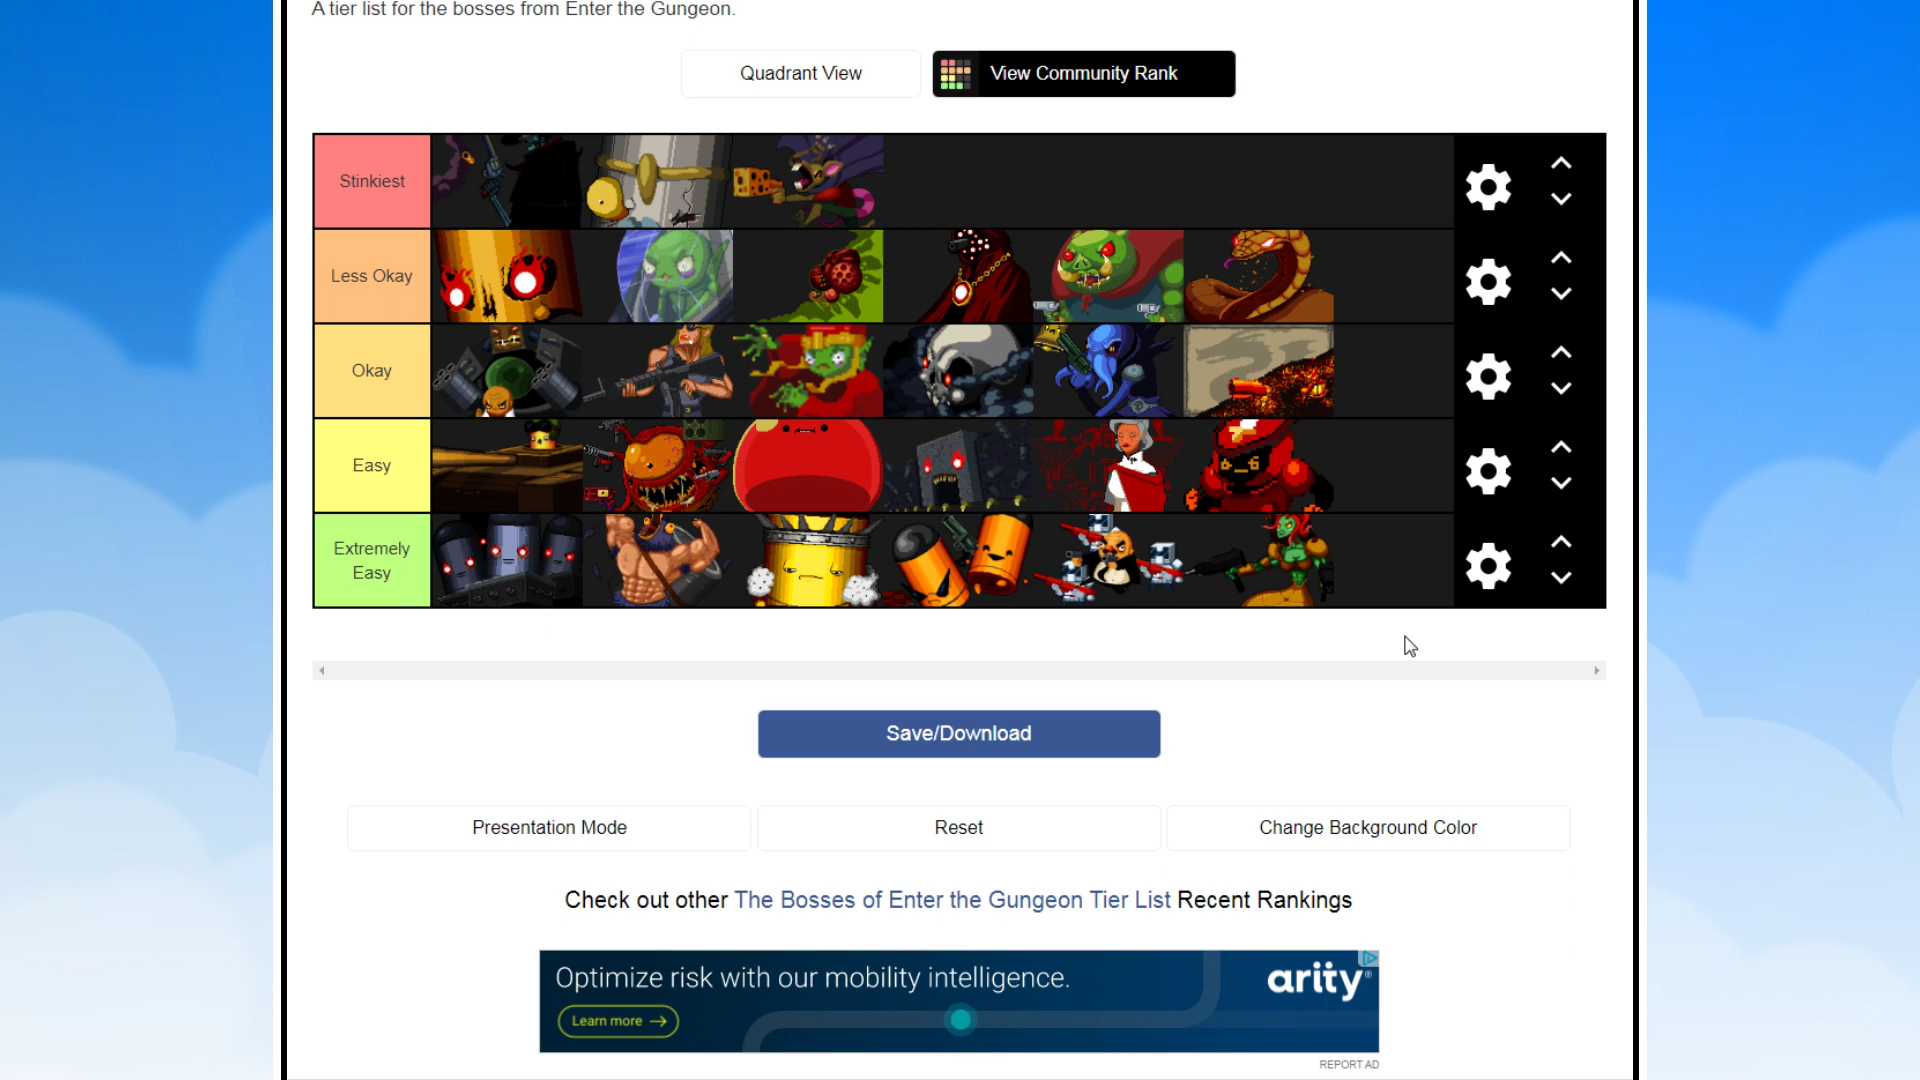 A tier list for the bosses from Enter the Gungeon.
Quadrant View
View Community Rank
Stinkiest
Less Okay
Okay
Easy
Extremely
Easy
Save/Download
Presentation Mode
Reset
Change Background Color
Check out other The Bosses of Enter the Gungeon Tier List Recent Rankings
Optimize risk with our mobility intelligence.
arity®
Learn more
REPORT AD